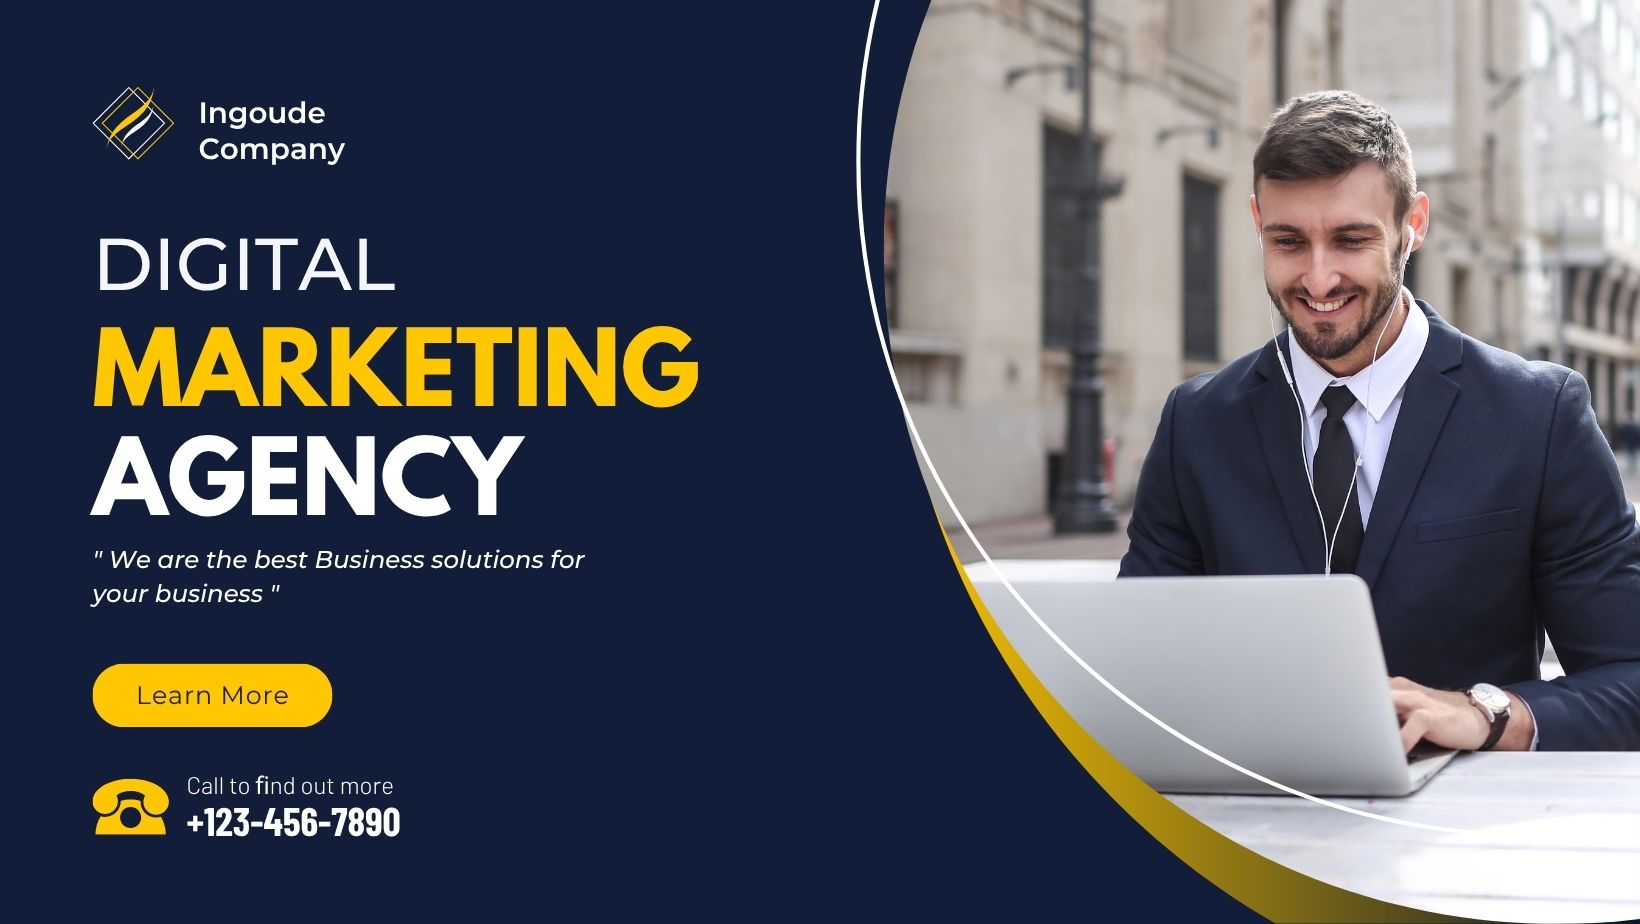 Ingoude
Company
DIGITAL
MARKETING
AGENCY
" We are the best Business solutions for
your business "
Learn More
Call to find out more
+123-456-7890